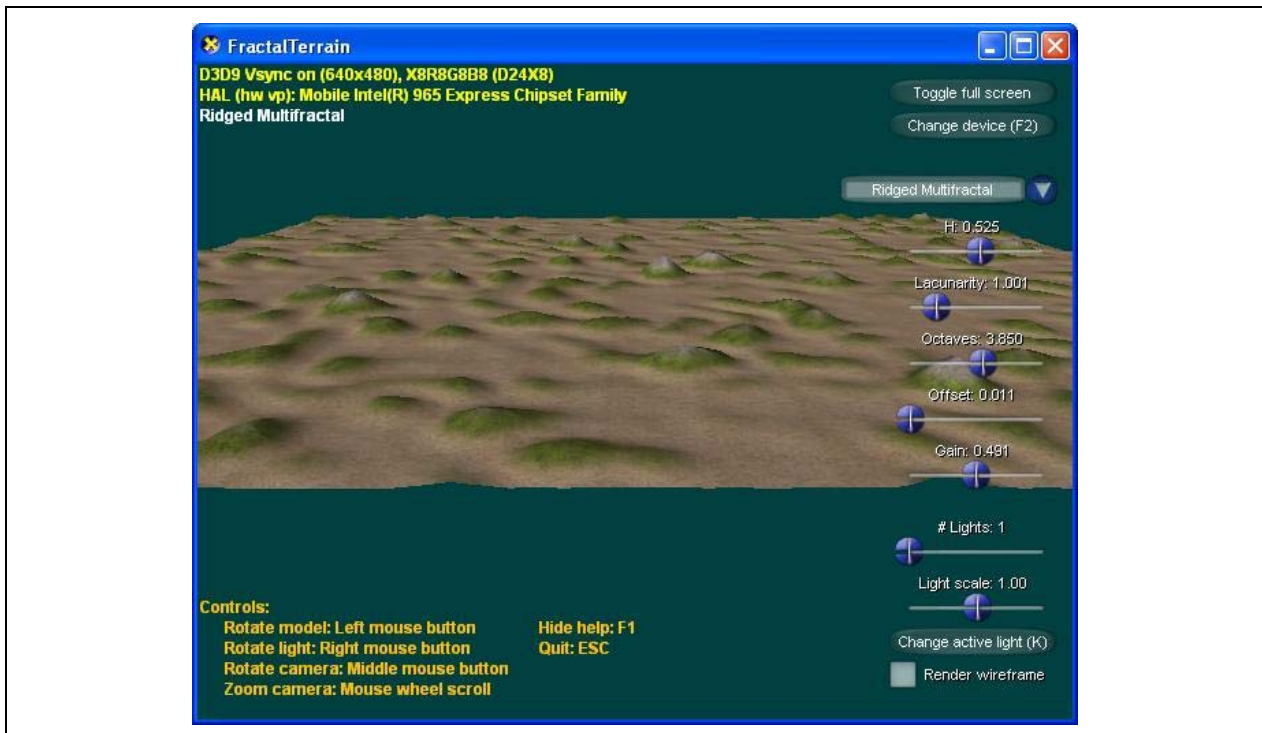 FractalTerrain
D3D9 Vsync on (640x480), X8R8G8B8 (D24X8)
HAL (hw vp): Mobile Intel(R) 965 Express Chipset Family
Ridged Multifractal
Toggle full screen
Change device (F2)
Ridged Multifractal
H: 0.525
Lacunarity: 1.001
Octaves: 3.850
Offset: 0.011
Gain: 0.491
# Lights: 1
Light scale: 1.00
Change active light (K)
Render wireframe
Controls:
Rotate model: Left mouse button
Rotate light: Right mouse button
Rotate camera: Middle mouse button
Zoom camera: Mouse wheel scroll
Hide help: F1
Quit: ESC